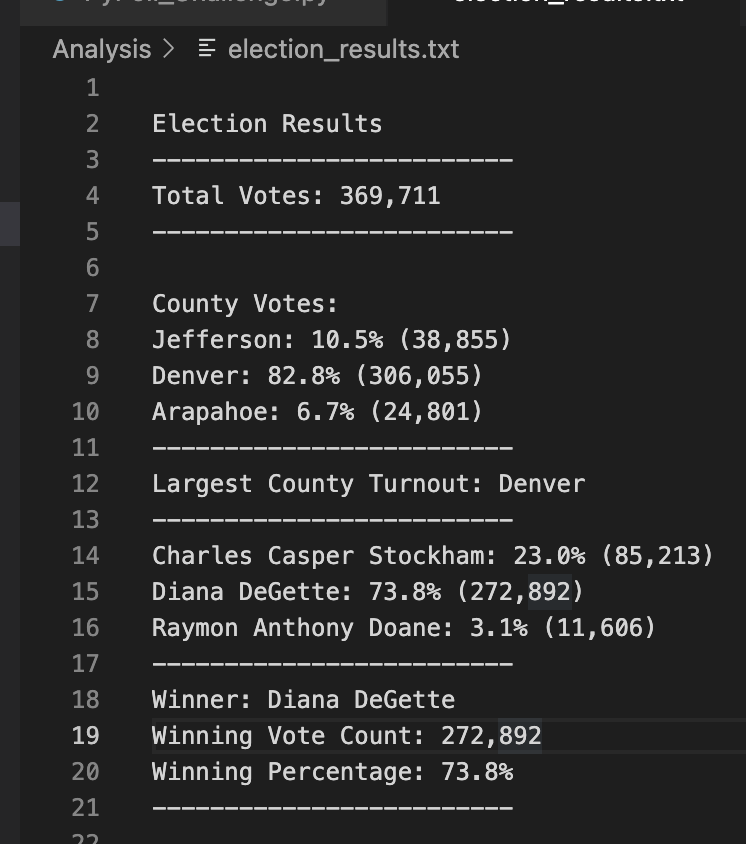 Analysis > election_results.txt
1
2 Election Results
3 -------------------------
4 Total Votes: 369,711
5 -------------------------
6
7 County Votes:
8 Jefferson: 10.5% (38,855)
9 Denver: 82.8% (306,055)
10 Arapahoe: 6.7% (24,801)
11 -------------------------
12 Largest County Turnout: Denver
13 -------------------------
14 Charles Casper Stockham: 23.0% (85,213)
15 Diana DeGette: 73.8% (272,892)
16 Raymon Anthony Doane: 3.1% (11,606)
17 -------------------------
18 Winner: Diana DeGette
19 Winning Vote Count: 272,892
20 Winning Percentage: 73.8%
21 -------------------------
22